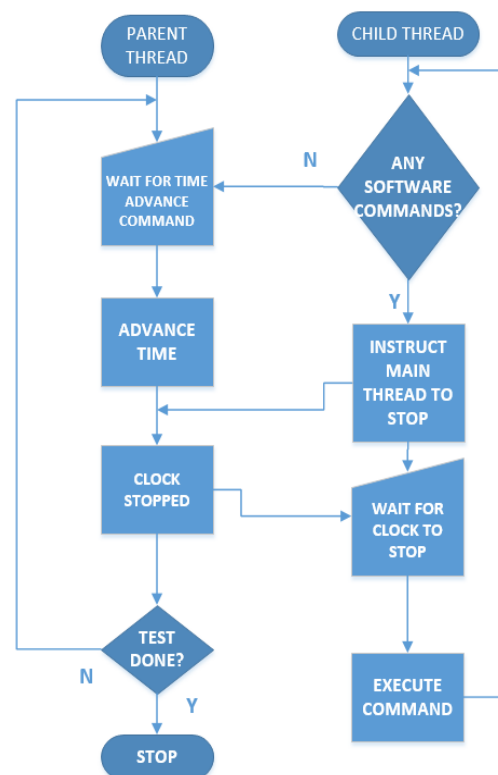 PARENT
THREAD
WAIT FOR TIME
ADVANCE
COMMAND
ADVANCE
TIME
CLOCK
STOPPED
TEST
DONE?
N
Y
STOP
CHILD THREAD
ANY
SOFTWARE
COMMANDS?
N
Y
INSTRUCT
MAIN
THREAD TO
STOP
WAIT FOR
CLOCK TO
STOP
EXECUTE
COMMAND